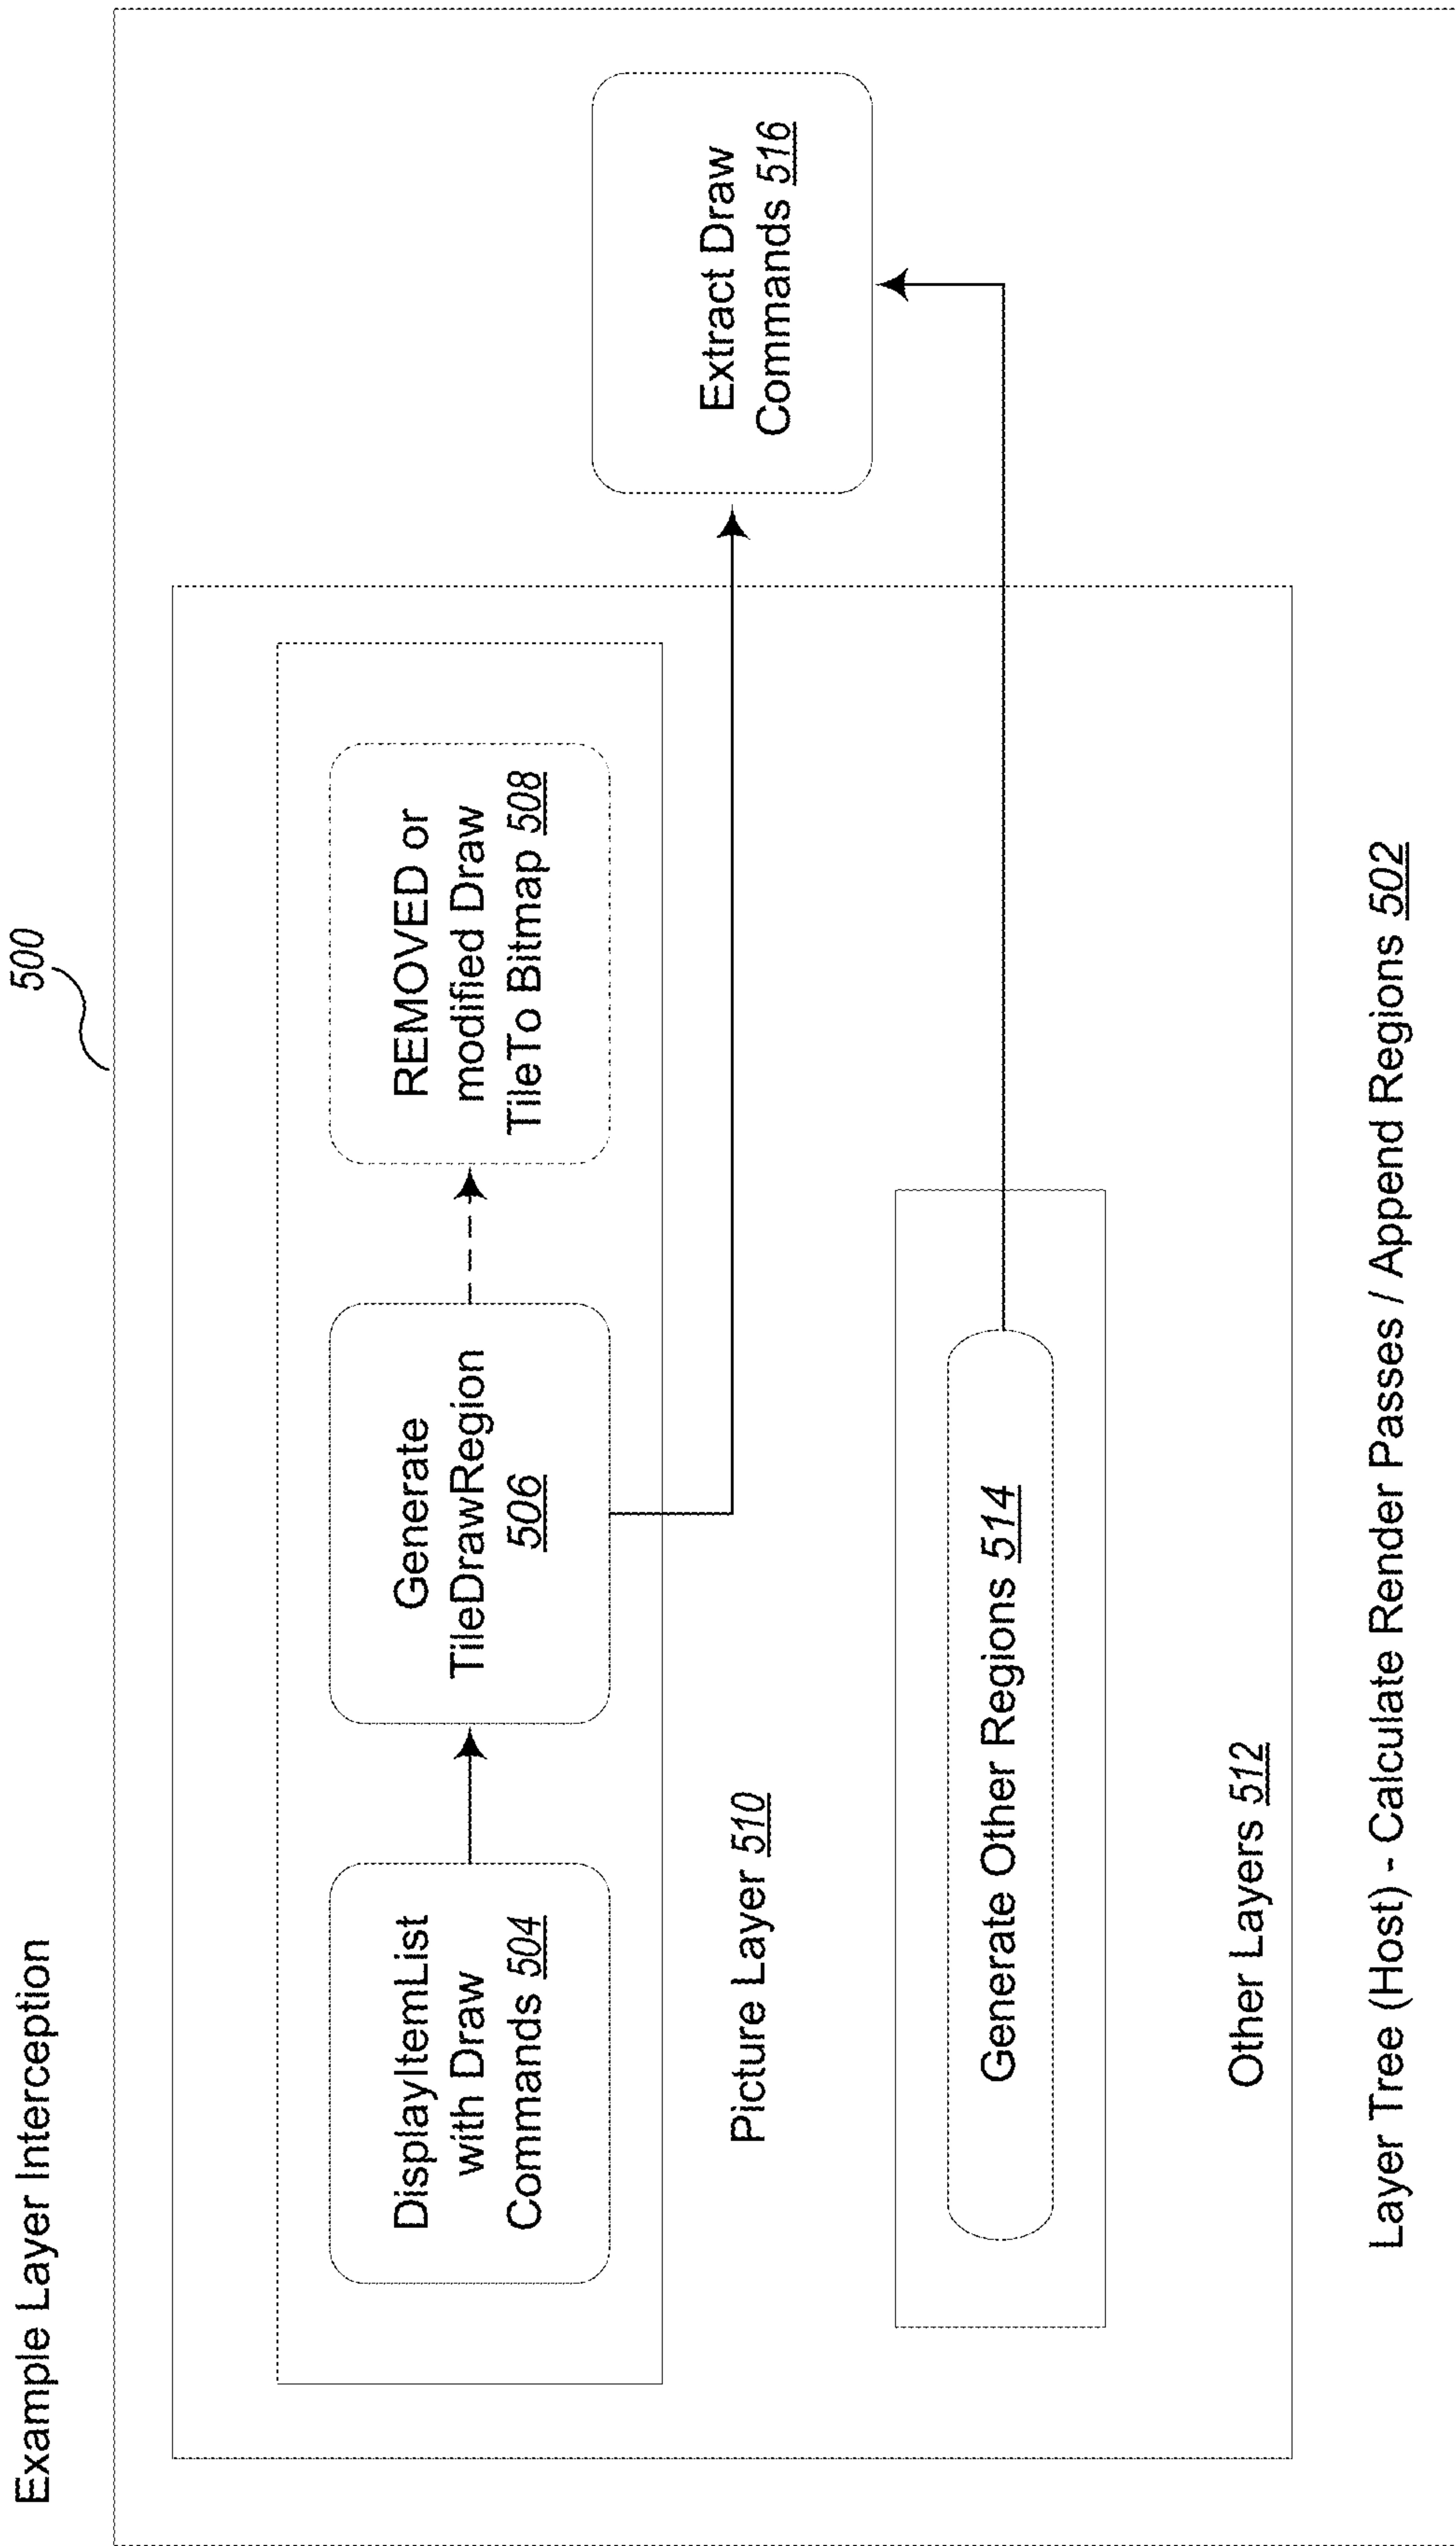 Example Layer Interception
500
DisplayItemList
with Draw
Commands 504
Generate
TileDrawRegion
506
REMOVED or
modified Draw
TileTo Bitmap 508
Picture Layer 510
Extract Draw
Commands 516
Generate Other Regions 514
Other Layers 512
Layer Tree (Host) - Calculate Render Passes / Append Regions 502